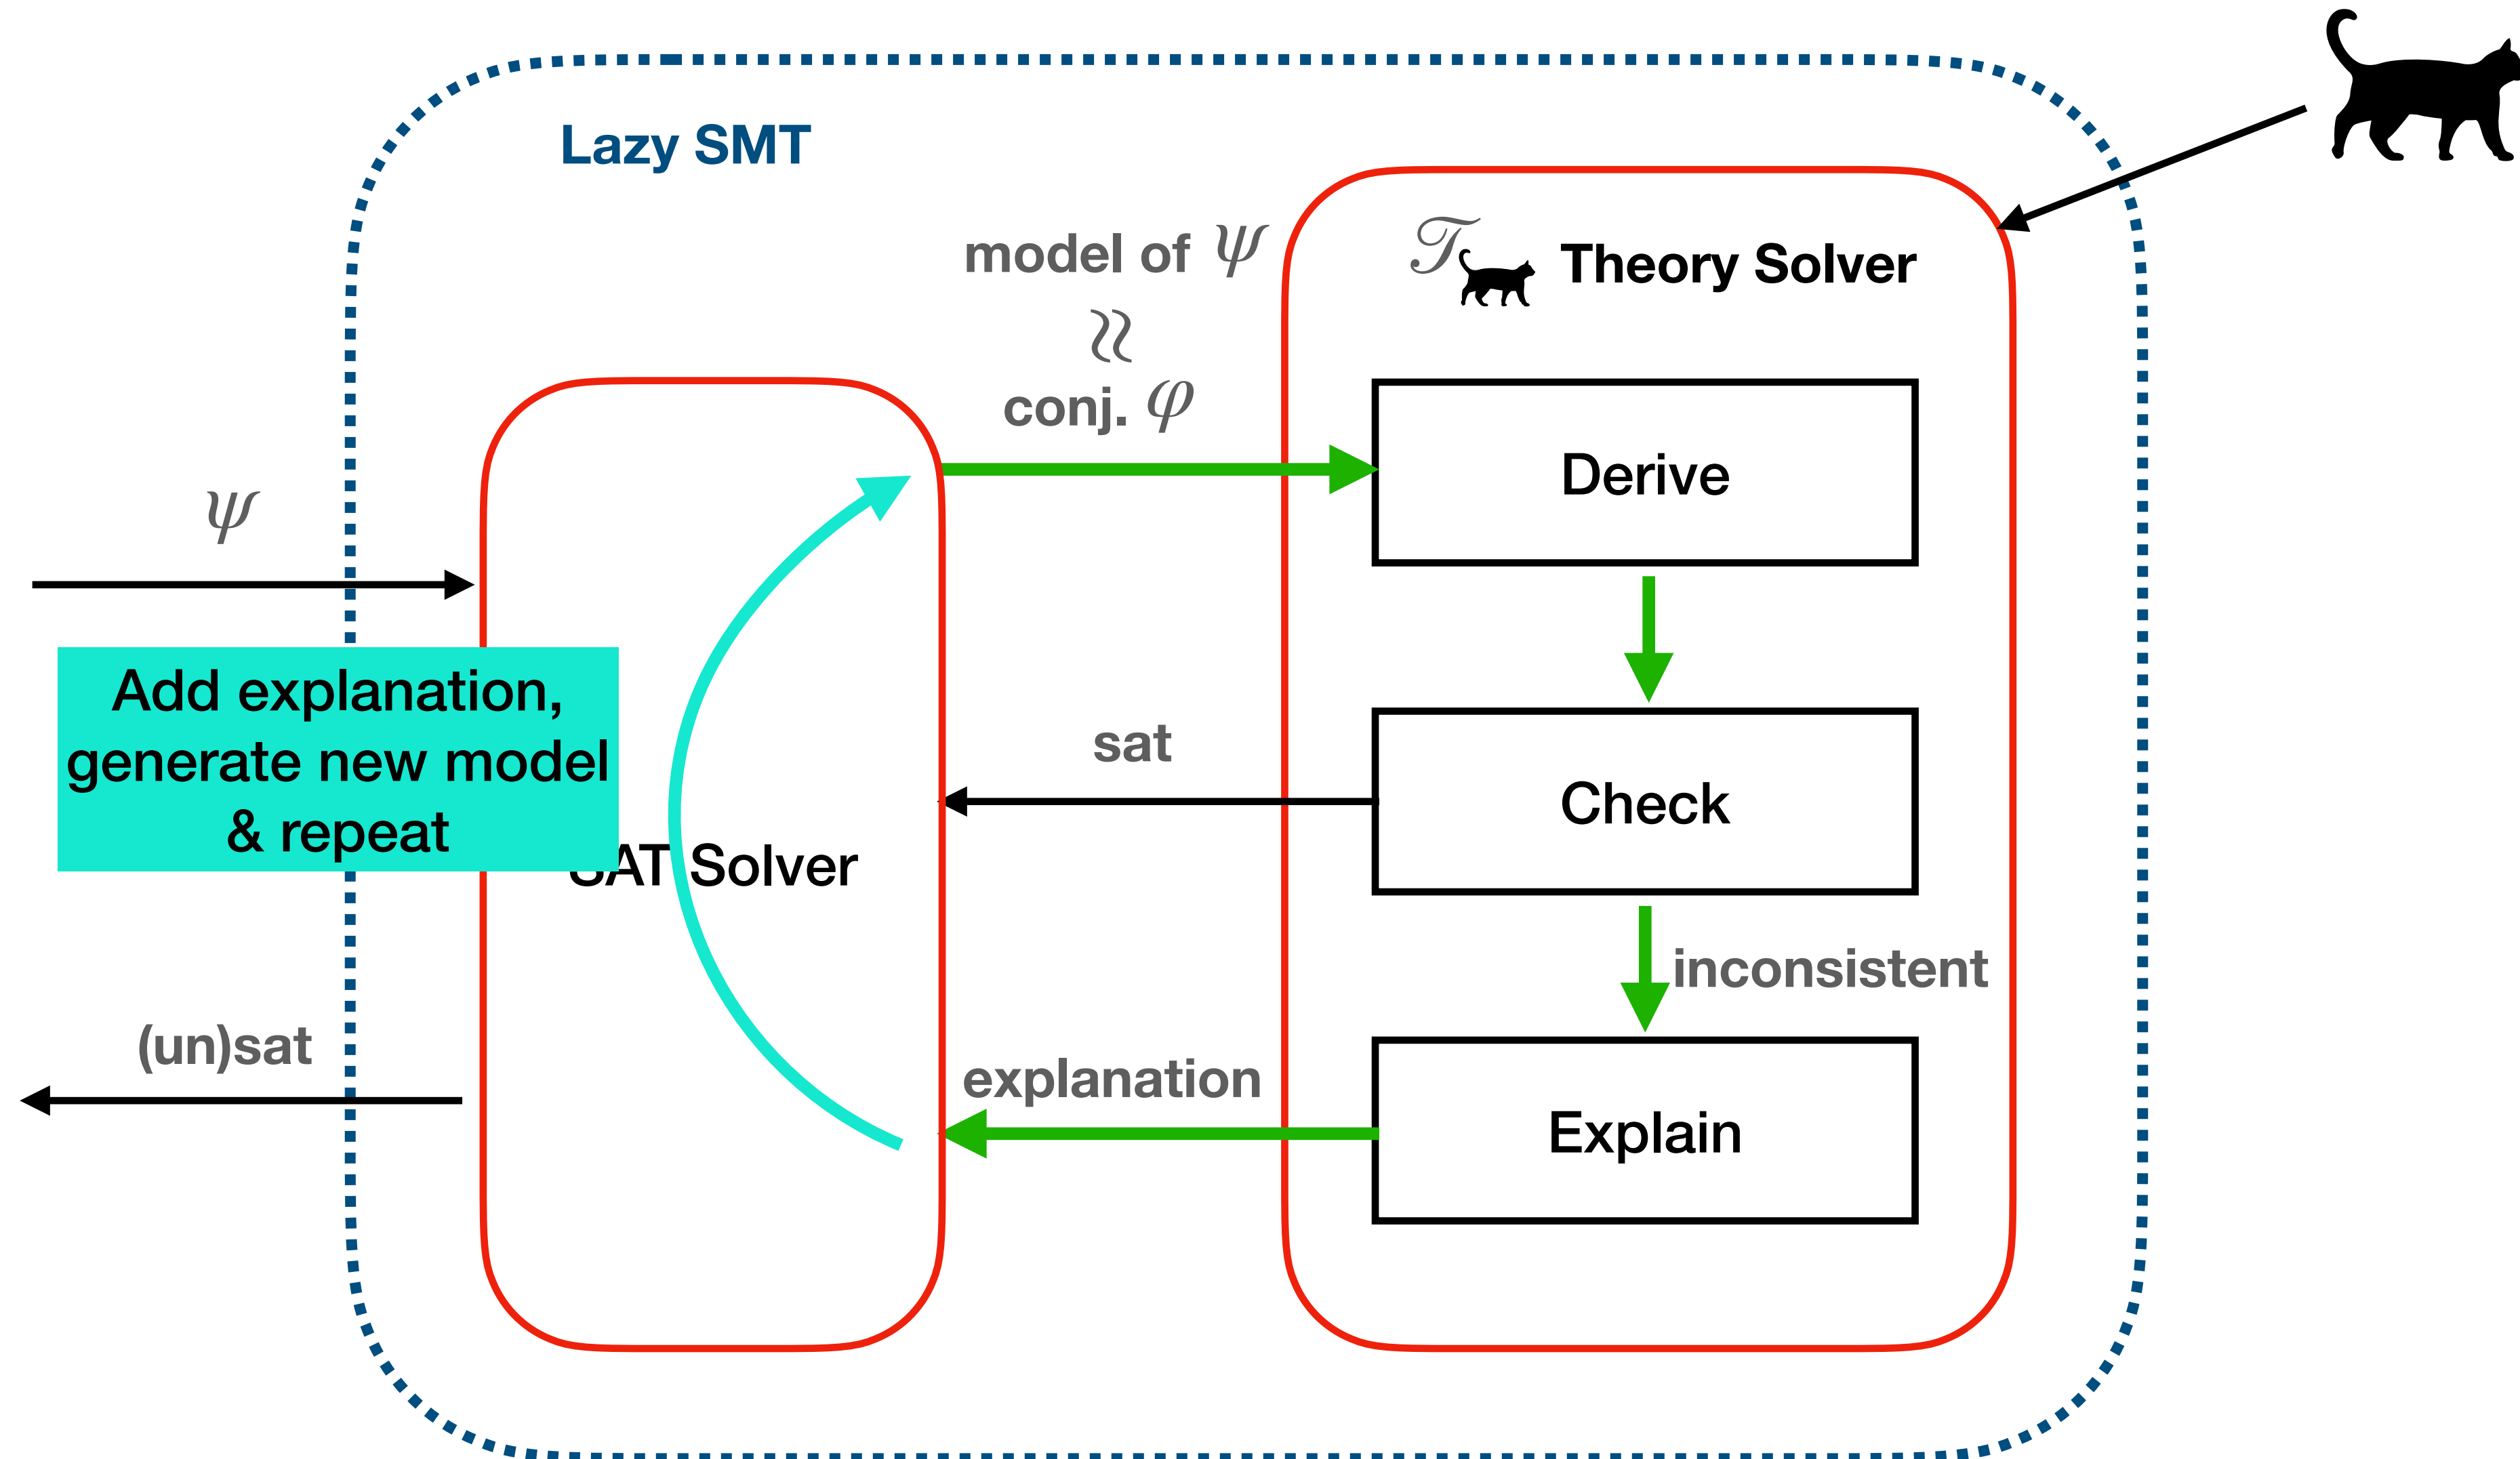 Lazy SMT
model of ψ
≈
conj. φ
𝒯 Theory Solver
Derive
ψ
Add explanation,
generate new model
& repeat
sat
Check
SAT Solver
inconsistent
(un)sat
explanation
Explain